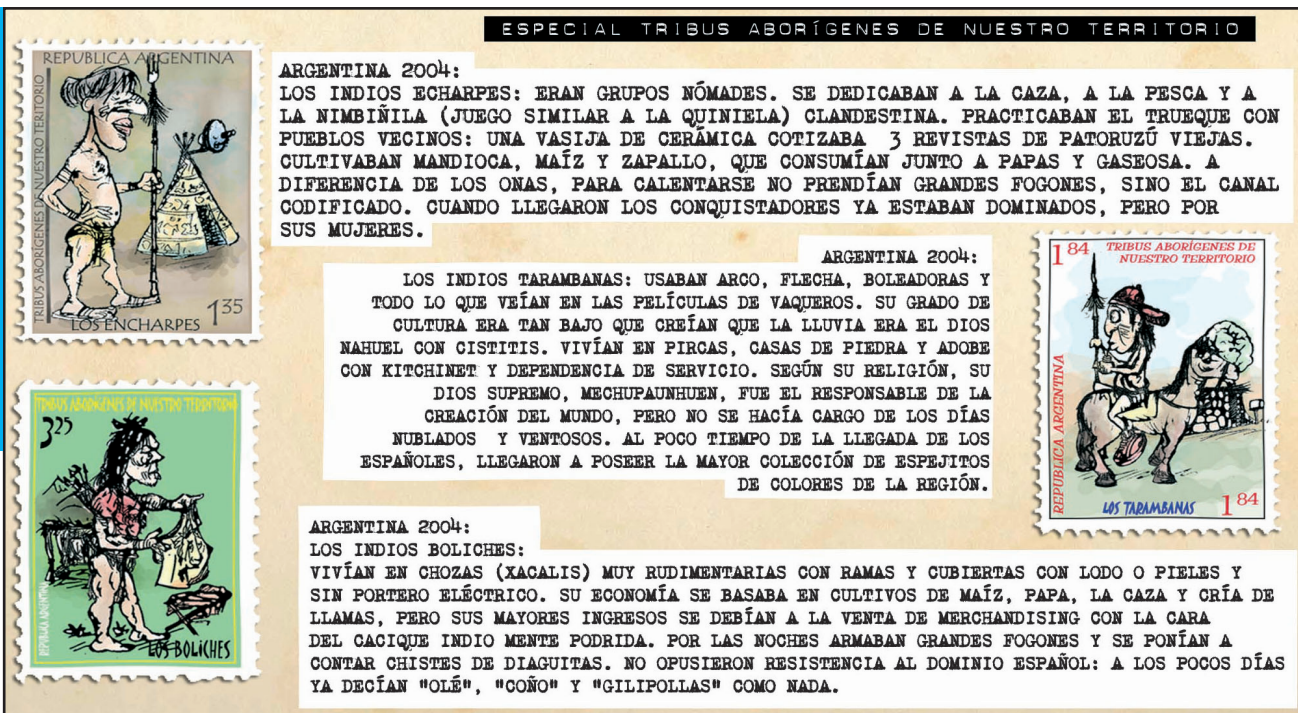 ESPECIAL TRIBUS ABORÍGENES DE NUESTRO TERRITORIO
REPUBLICA ARGENTINA
TRIBUS ABORÍGENES DE NUESTRO TERITORIO
LOS ENCHARPES
1 35
ARGENTINA 2004:
LOS INDIOS ECHARPES: ERAN GRUPOS NÓMADES. SE DEDICABAN A LA CAZA, A LA PESCA Y A
LA NIMBIÑILA (JUEGO SIMILAR A LA QUINIELA) CLANDESTINA. PRACTICABAN EL TRUEQUE CON
PUEBLOS VECINOS: UNA VASIJA DE CERÁMICA COTIZABA 3 REVISTAS DE PATORUZÚ VIEJAS.
CULTIVABAN MANDIOCA, MAÍZ Y ZAPALLO, QUE CONSUMÍAN JUNTO A PAPAS Y GASEOSA. A
DIFERENCIA DE LOS ONAS, PARA CALENTARSE NO PRENDÍAN GRANDES FOGONES, SINO EL CANAL
CODIFICADO. CUANDO LLEGARON LOS CONQUISTADORES YA ESTABAN DOMINADOS, PERO POR
SUS MUJERES.
ARGENTINA 2004:
LOS INDIOS TARAMBANAS: USABAN ARCO, FLECHA, BOLEADORAS Y
TODO LO QUE VEÍAN EN LAS PELÍCULAS DE VAQUEROS. SU GRADO DE
CULTURA ERA TAN BAJO QUE CREÍAN QUE LA LLUVIA ERA EL DIOS
NAHUEL CON CISTITIS. VIVÍAN EN PIRCAS, CASAS DE PIEDRA Y ADOBE
CON KITCHINET Y DEPENDENCIA DE SERVICIO. SEGÚN SU RELIGIÓN, SU
DIOS SUPREMO, MECHUPAUNHUEN, FUE EL RESPONSABLE DE LA
CREACIÓN DEL MUNDO, PERO NO SE HACÍA CARGO DE LOS DÍAS
NUBLADOS Y VENTOSOS. AL POCO TIEMPO DE LA LLEGADA DE LOS
ESPAÑOLES, LLEGARON A POSEER LA MAYOR COLECCIÓN DE ESPEJITOS
DE COLORES DE LA REGIÓN.
1 84
TRIBUS ABORÍGENES DE
NUESTRO TERRITORIO
REPUBLICA ARGENTINA
LOS TARAMBANAS
1 84
TRIBUS ABORÍGENES DE NUESTRO TERRITORIO
3 25
REPUBLICA ARGENTINA
LOS BOLICHES
ARGENTINA 2004:
LOS INDIOS BOLICHES:
VIVÍAN EN CHOZAS (XACALIS) MUY RUDIMENTARIAS CON RAMAS Y CUBIERTAS CON LODO O PIELES Y
SIN PORTERO ELÉCTRICO. SU ECONOMÍA SE BASABA EN CULTIVOS DE MAÍZ, PAPA, LA CAZA Y CRÍA DE
LLAMAS, PERO SUS MAYORES INGRESOS SE DEBÍAN A LA VENTA DE MERCHANDISING CON LA CARA
DEL CACIQUE INDIO MENTE PODRIDA. POR LAS NOCHES ARMABAN GRANDES FOGONES Y SE PONÍAN A
CONTAR CHISTES DE DIAGUITAS. NO OPUSIERON RESISTENCIA AL DOMINIO ESPAÑOL: A LOS POCOS DÍAS
YA DECÍAN "OLÉ", "COÑO" Y "GILIPOLLAS" COMO NADA.